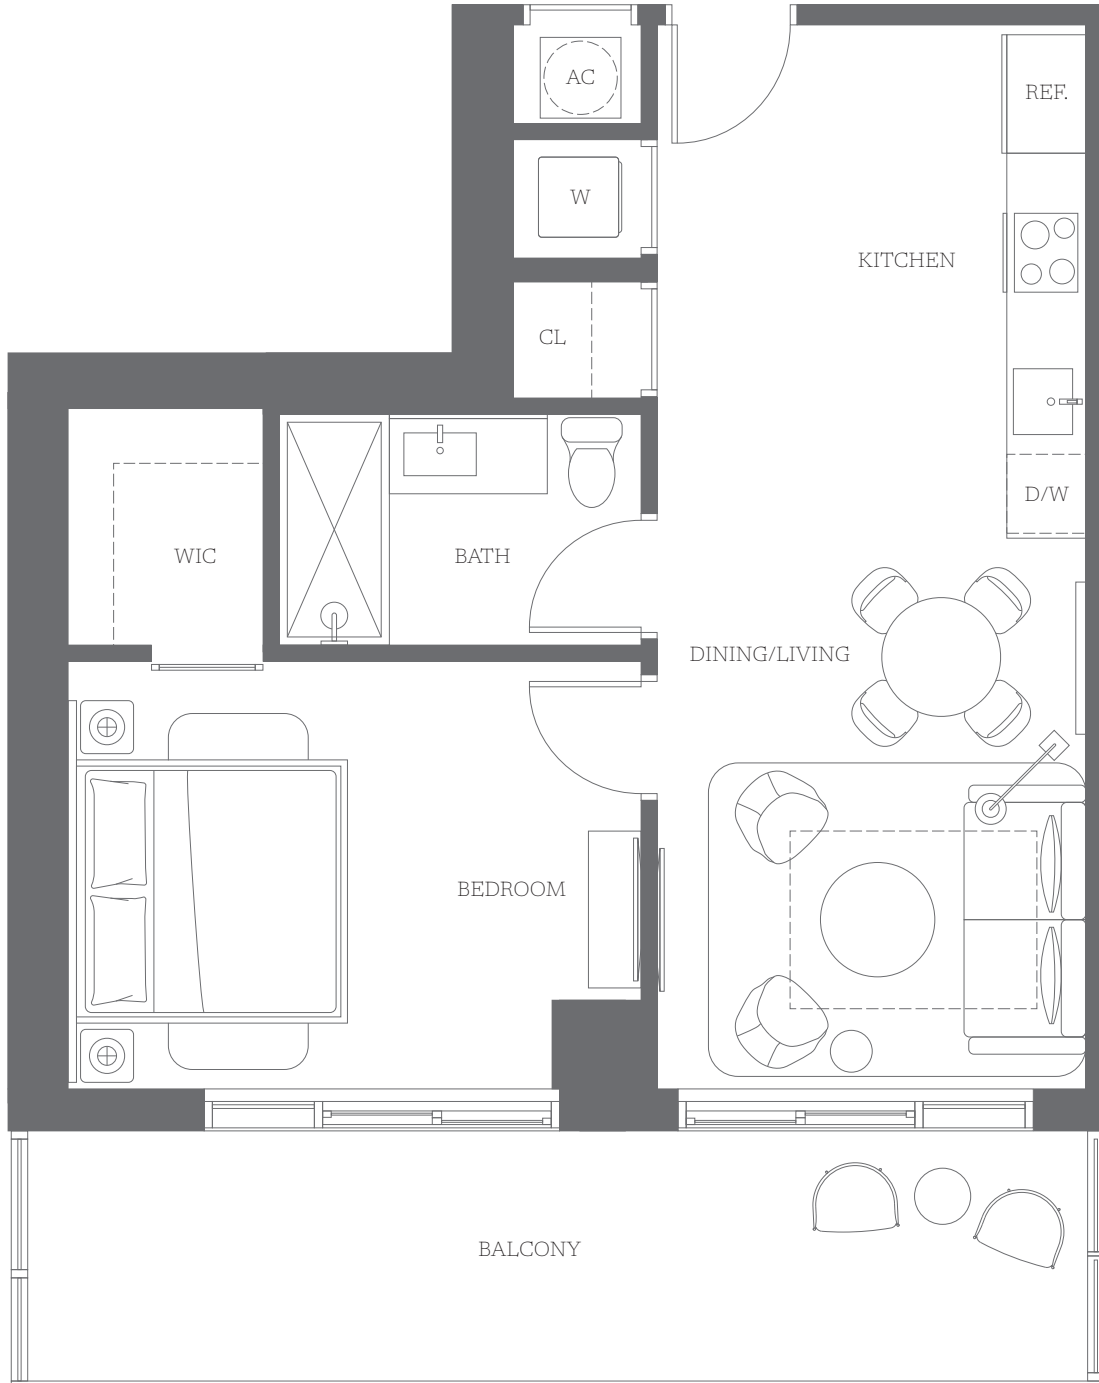 AC
REF.
W
KITCHEN
CL
D/W
WIC
BATH
DINING/LIVING
BEDROOM
BALCONY